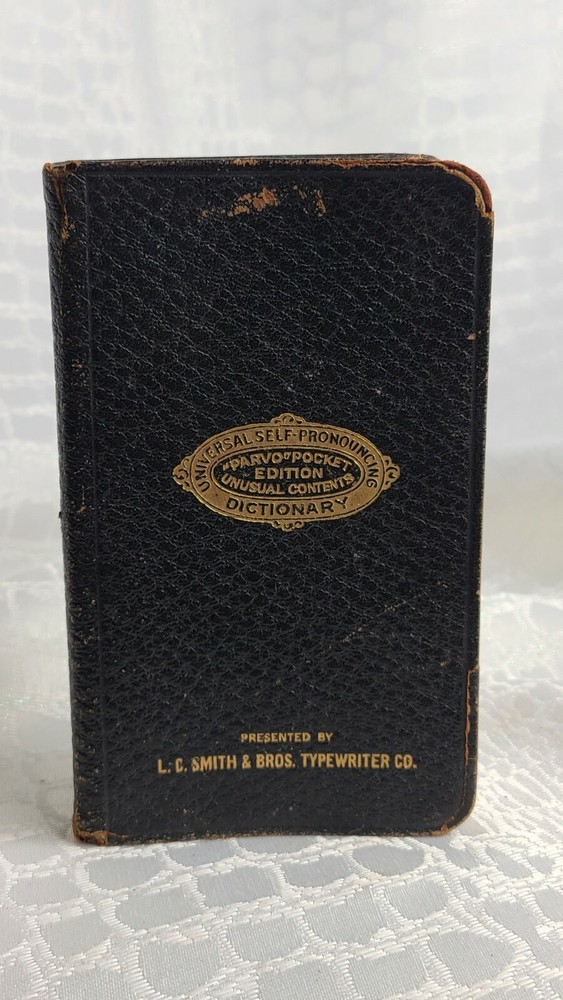 UNIVERSAL SELF-PRONOUNCING
"PARVO" POCKET
EDITION
UNUSUAL CONTENTS
DICTIONARY
PRESENTED BY
L. C. SMITH & BROS. TYPEWRITER CO.